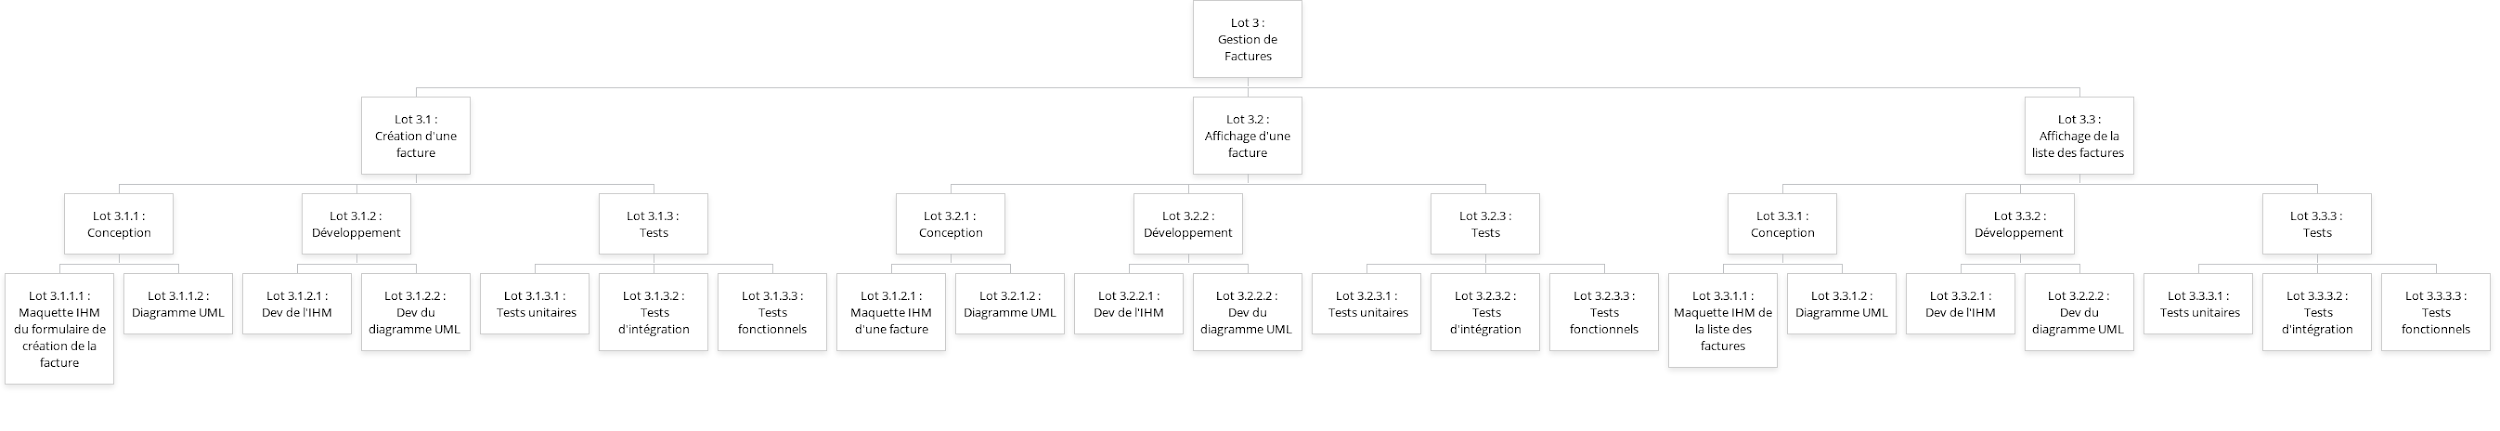 Lot 3 :
Gestion de
Factures
Lot 3.1 :
Création d'une
facture
Lot 3.2 :
Affichage d'une
facture
Lot 3.3 :
Affichage de la
liste des factures
Lot 3.1.1 :
Conception
Lot 3.1.2 :
Développement
Lot 3.1.3 :
Tests
Lot 3.2.1 :
Conception
Lot 3.2.2 :
Développement
Lot 3.2.3 :
Tests
Lot 3.3.1 :
Conception
Lot 3.3.2 :
Développement
Lot 3.3.3 :
Tests
Lot 3.1.1.1 :
Maquette IHM
du formulaire de
création de la
facture
Lot 3.1.1.2 :
Diagramme UML
Lot 3.1.2.1 :
Dev de l'IHM
Lot 3.1.2.2 :
Dev du
diagramme UML
Lot 3.1.3.1 :
Tests unitaires
Lot 3.1.3.2 :
Tests
d'intégration
Lot 3.1.3.3 :
Tests
fonctionnels
Lot 3.1.2.1 :
Maquette IHM
d'une facture
Lot 3.2.1.2 :
Diagramme UML
Lot 3.2.2.1 :
Dev de l'IHM
Lot 3.2.2.2 :
Dev du
diagramme UML
Lot 3.2.3.1 :
Tests unitaires
Lot 3.2.3.2 :
Tests
d'intégration
Lot 3.2.3.3 :
Tests
fonctionnels
Lot 3.3.1.1 :
Maquette IHM de
la liste des
factures
Lot 3.3.1.2 :
Diagramme UML
Lot 3.3.2.1 :
Dev de l'IHM
Lot 3.2.2.2 :
Dev du
diagramme UML
Lot 3.3.3.1 :
Tests unitaires
Lot 3.3.3.2 :
Tests
d'intégration
Lot 3.3.3.3 :
Tests
fonctionnels